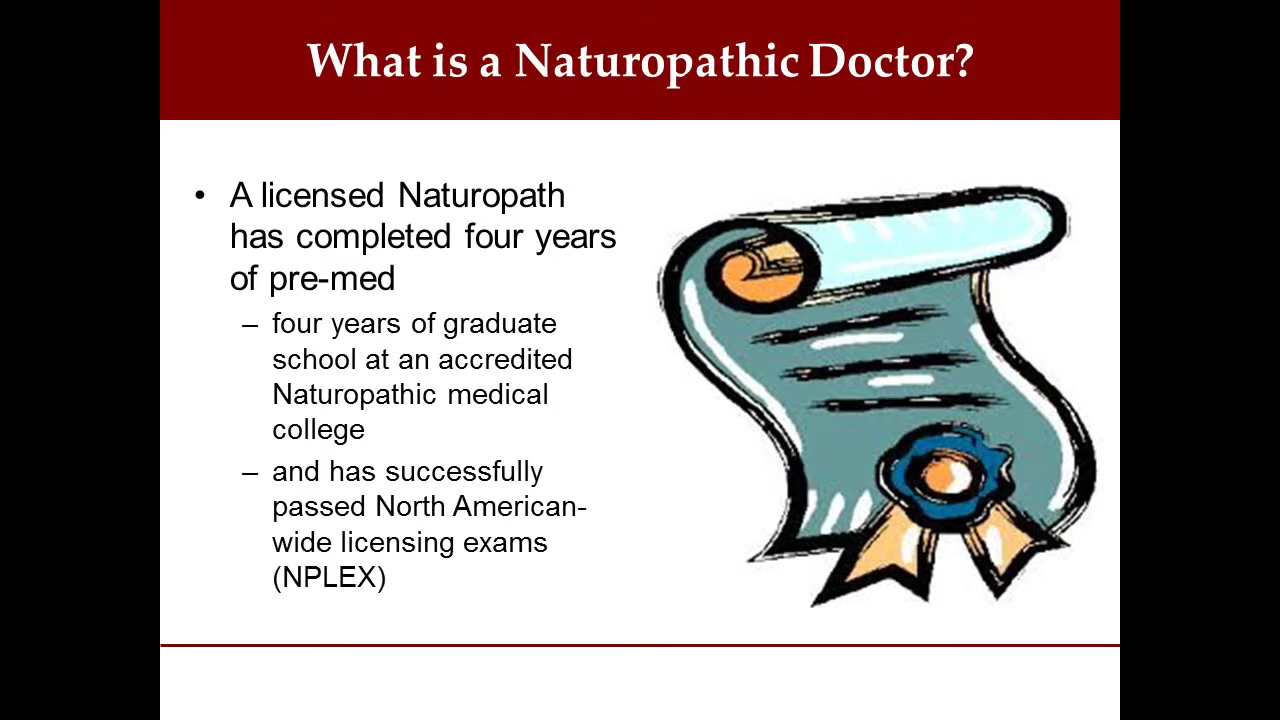 What is a Naturopathic Doctor?
• A licensed Naturopath
has completed four years
of pre-med
– four years of graduate
school at an accredited
Naturopathic medical
college
– and has successfully
passed North American-
wide licensing exams
(NPLEX)